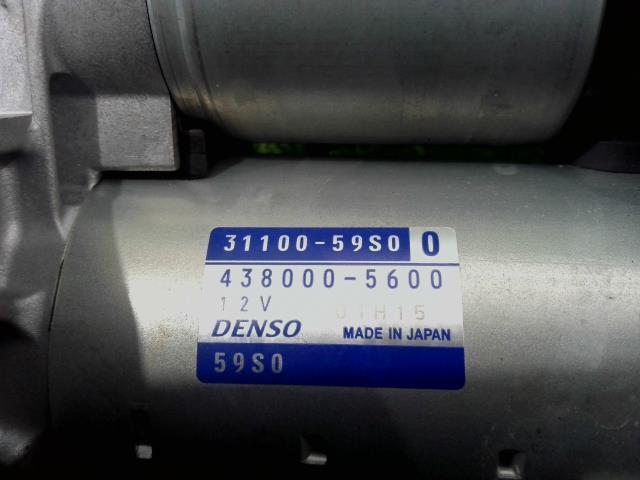 31100-59S0 0
438000-5600
12V 01H15
DENSO MADE IN JAPAN
59S0